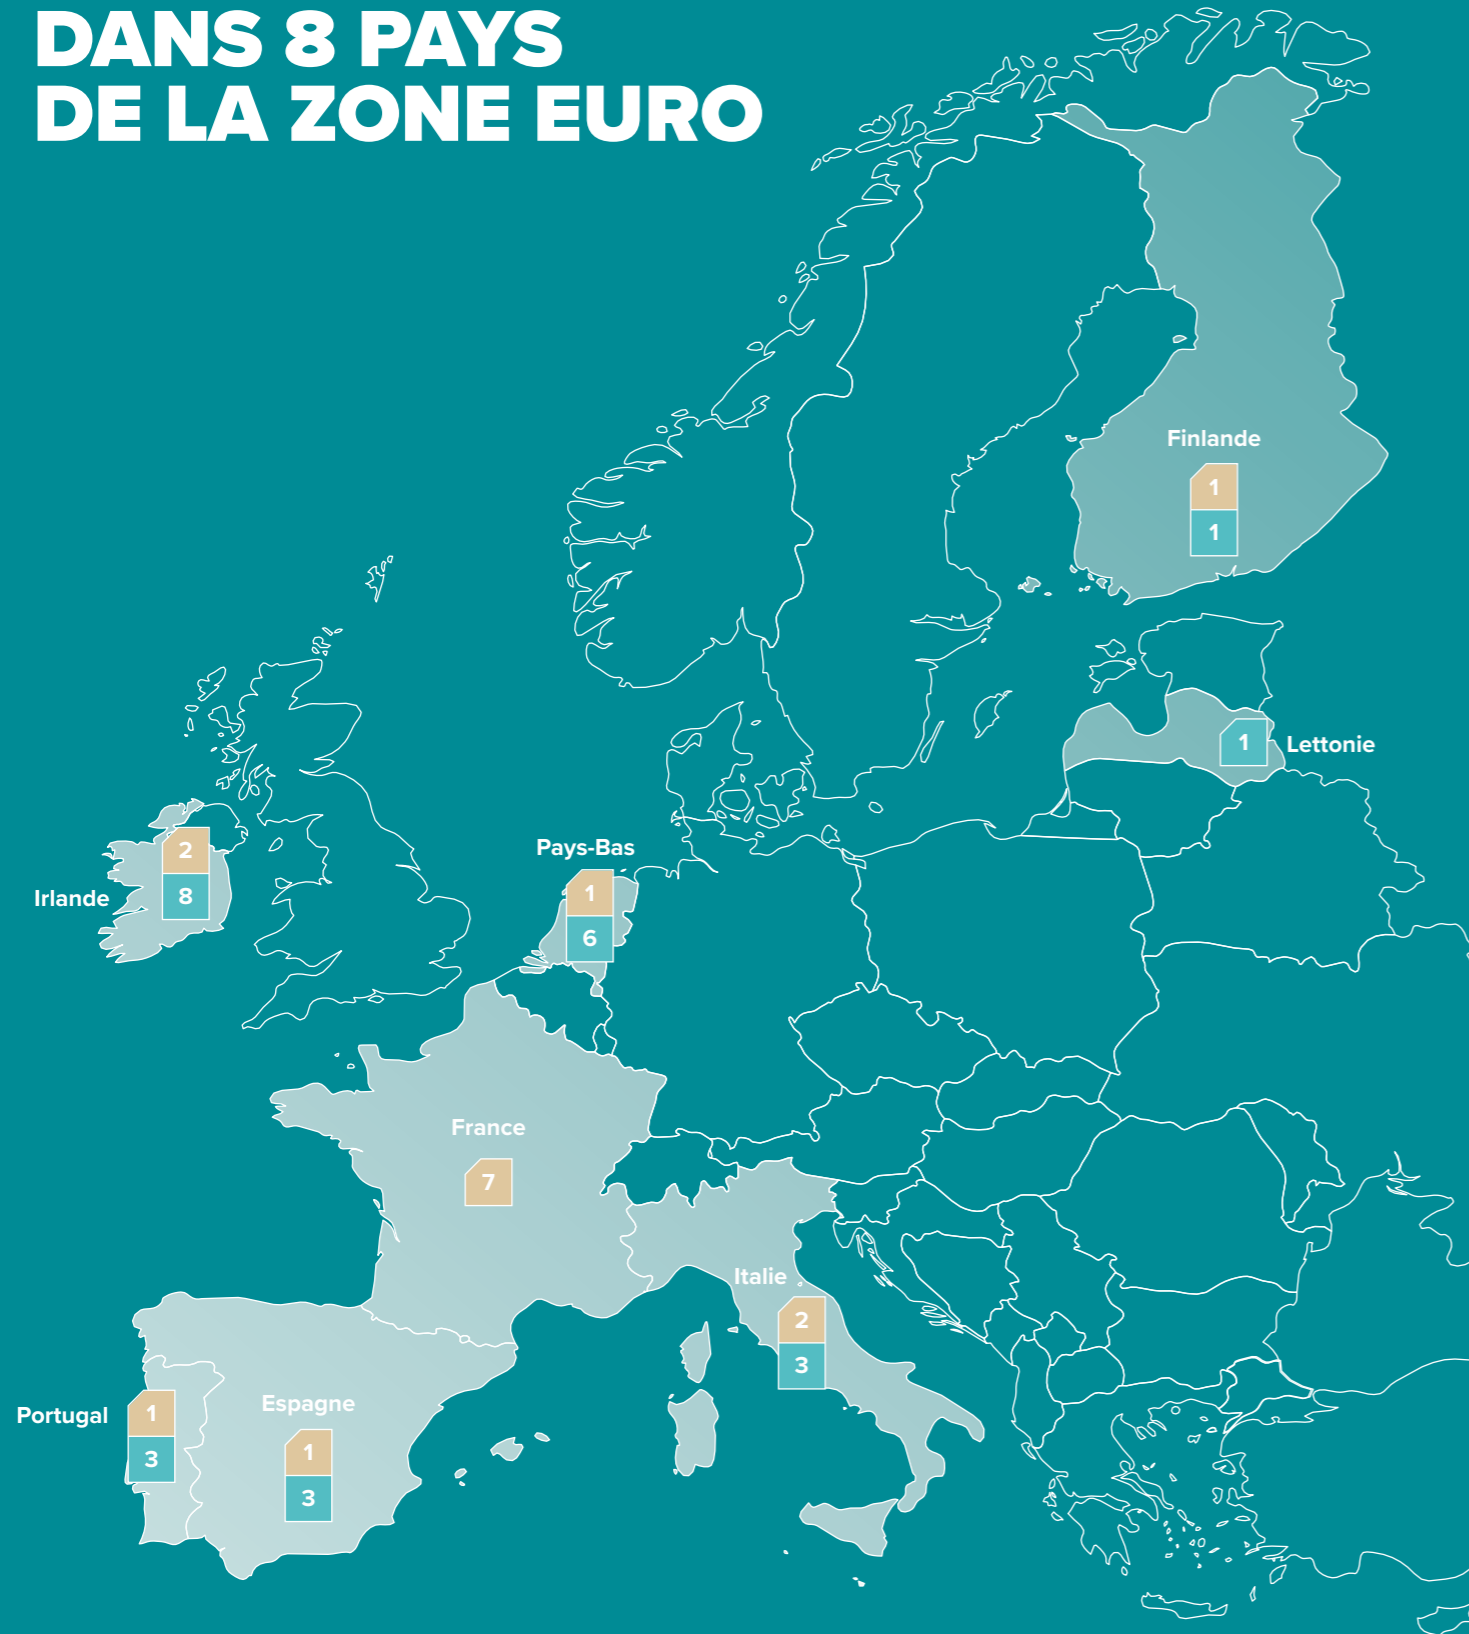 DANS 8 PAYS
DE LA ZONE EURO
Finlande
1
1
1
Lettonie
Irlande
2
8
Pays-Bas
1
6
France
7
Italie
2
3
Portugal
1
3
Espagne
1
3